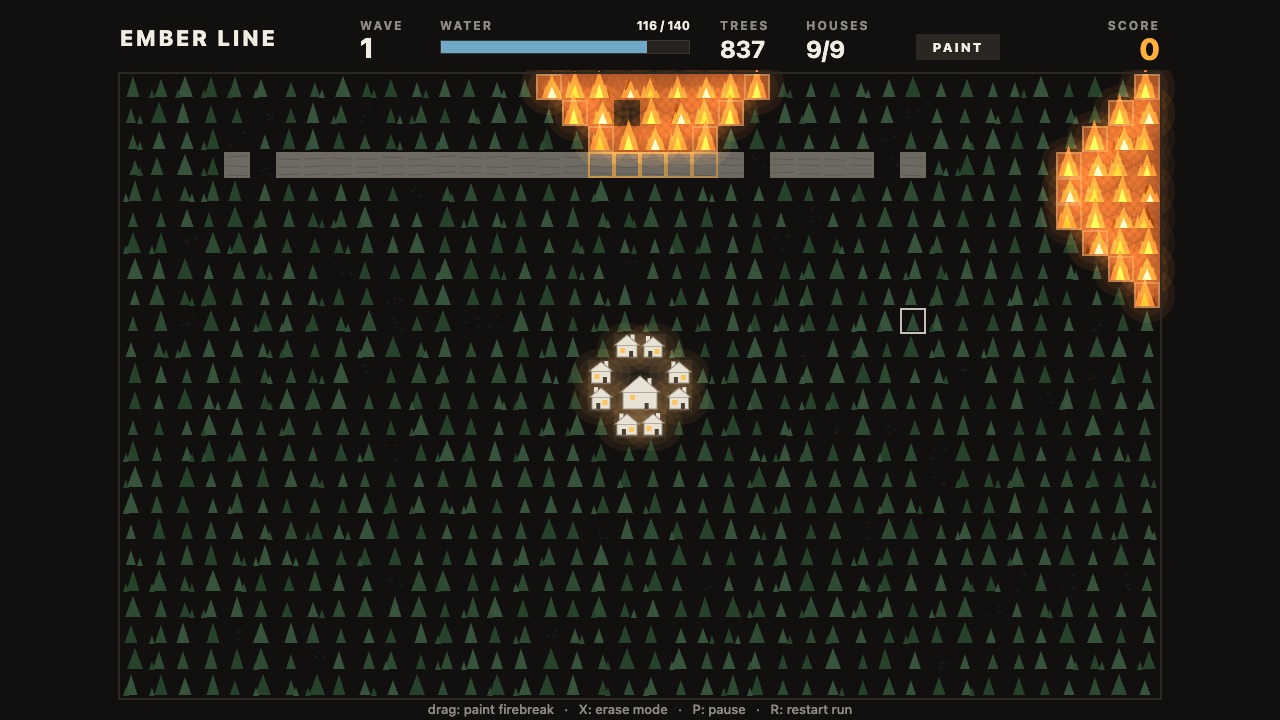 EMBER LINE
WAVE
1
WATER
116 / 140
TREES
837
HOUSES
9/9
PAINT
SCORE
0
drag: paint firebreak · X: erase mode · P: pause · R: restart run